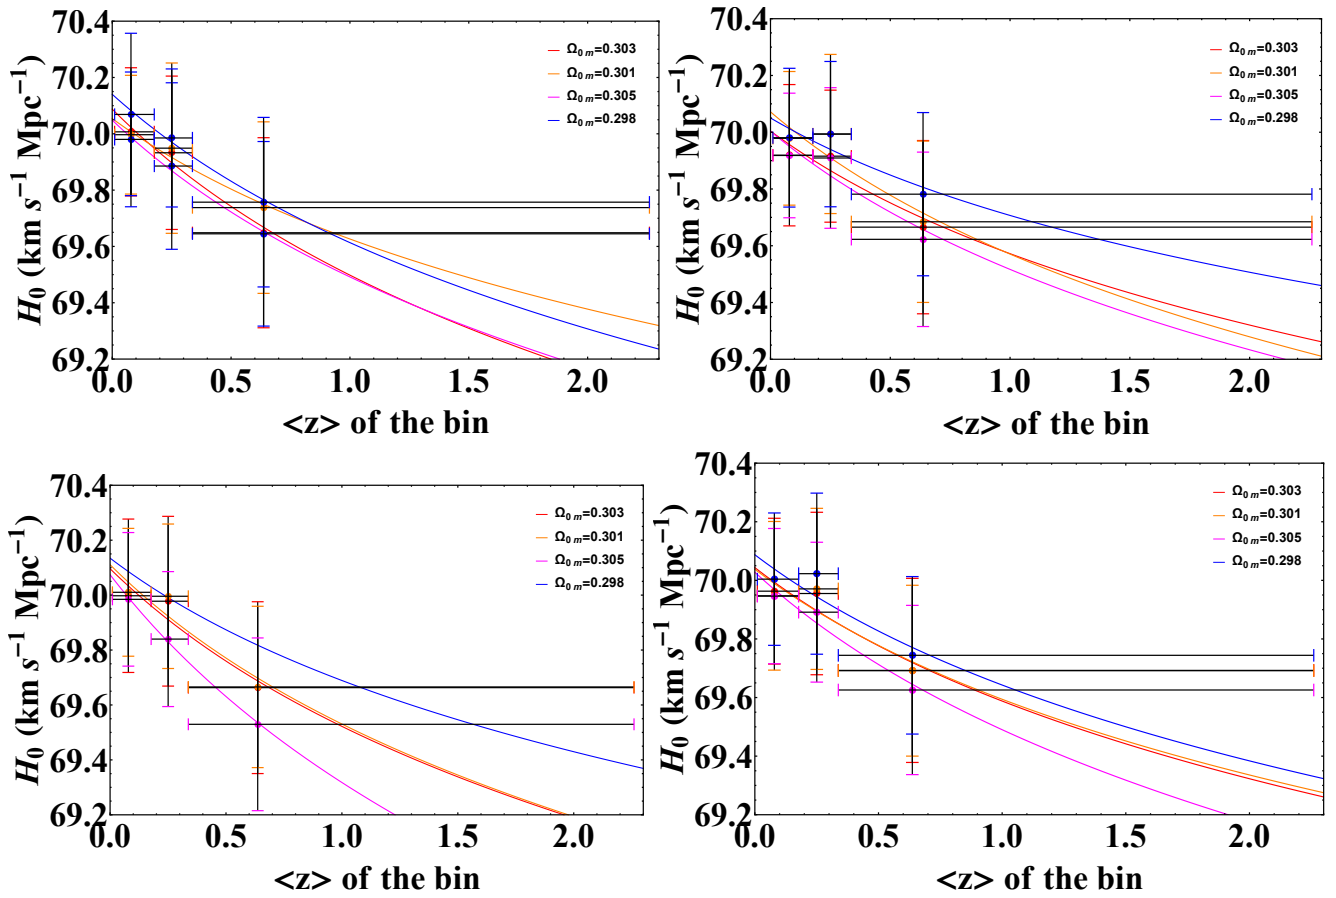 70.4
70.2
70.0
69.8
69.6
69.4
69.2
H0 (km s−1 Mpc−1)
Ω0m=0.303
Ω0m=0.301
Ω0m=0.305
Ω0m=0.298
0.0 0.5 1.0 1.5 2.0
<z> of the bin
70.4
70.2
70.0
69.8
69.6
69.4
69.2
H0 (km s−1 Mpc−1)
Ω0m=0.303
Ω0m=0.301
Ω0m=0.305
Ω0m=0.298
0.0 0.5 1.0 1.5 2.0
<z> of the bin
70.4
70.2
70.0
69.8
69.6
69.4
69.2
H0 (km s−1 Mpc−1)
Ω0m=0.303
Ω0m=0.301
Ω0m=0.305
Ω0m=0.298
0.0 0.5 1.0 1.5 2.0
<z> of the bin
70.4
70.2
70.0
69.8
69.6
69.4
69.2
H0 (km s−1 Mpc−1)
Ω0m=0.303
Ω0m=0.301
Ω0m=0.305
Ω0m=0.298
0.0 0.5 1.0 1.5 2.0
<z> of the bin